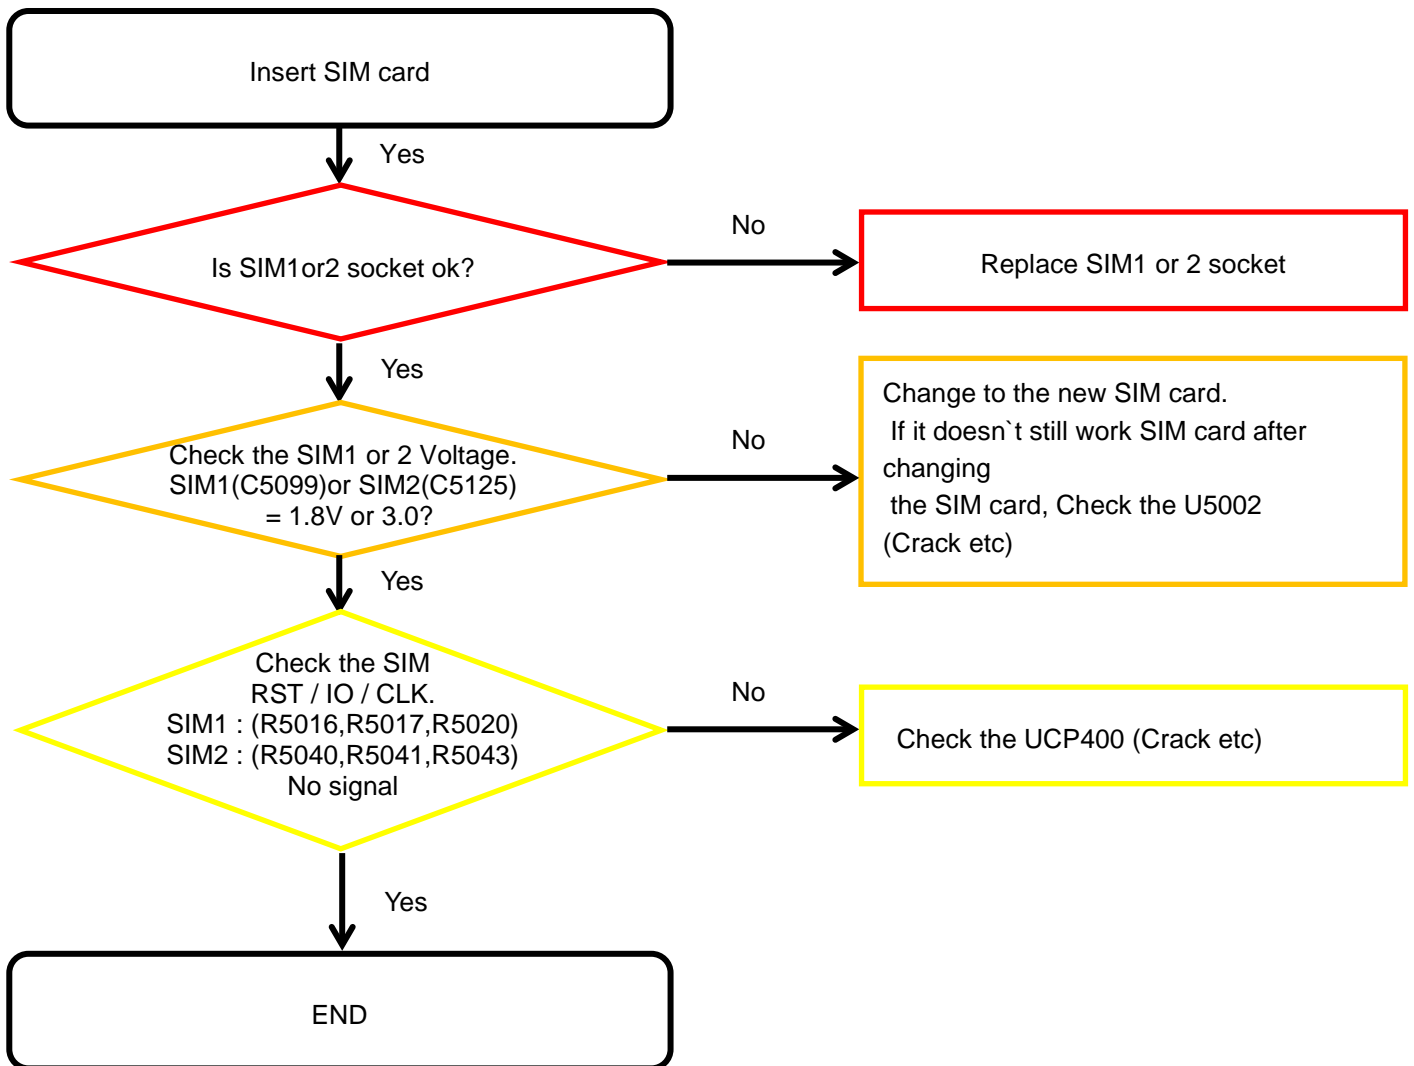 Insert SIM card
Yes
Is SIM1or2 socket ok?
No
Replace SIM1 or 2 socket
Yes
Check the SIM1 or 2 Voltage.
SIM1(C5099)or SIM2(C5125)
= 1.8V or 3.0?
No
Change to the new SIM card.
If it doesn`t still work SIM card after
changing
the SIM card, Check the U5002
(Crack etc)
Yes
Check the SIM
RST / IO / CLK.
SIM1 : (R5016,R5017,R5020)
SIM2 : (R5040,R5041,R5043)
No signal
No
Check the UCP400 (Crack etc)
Yes
END